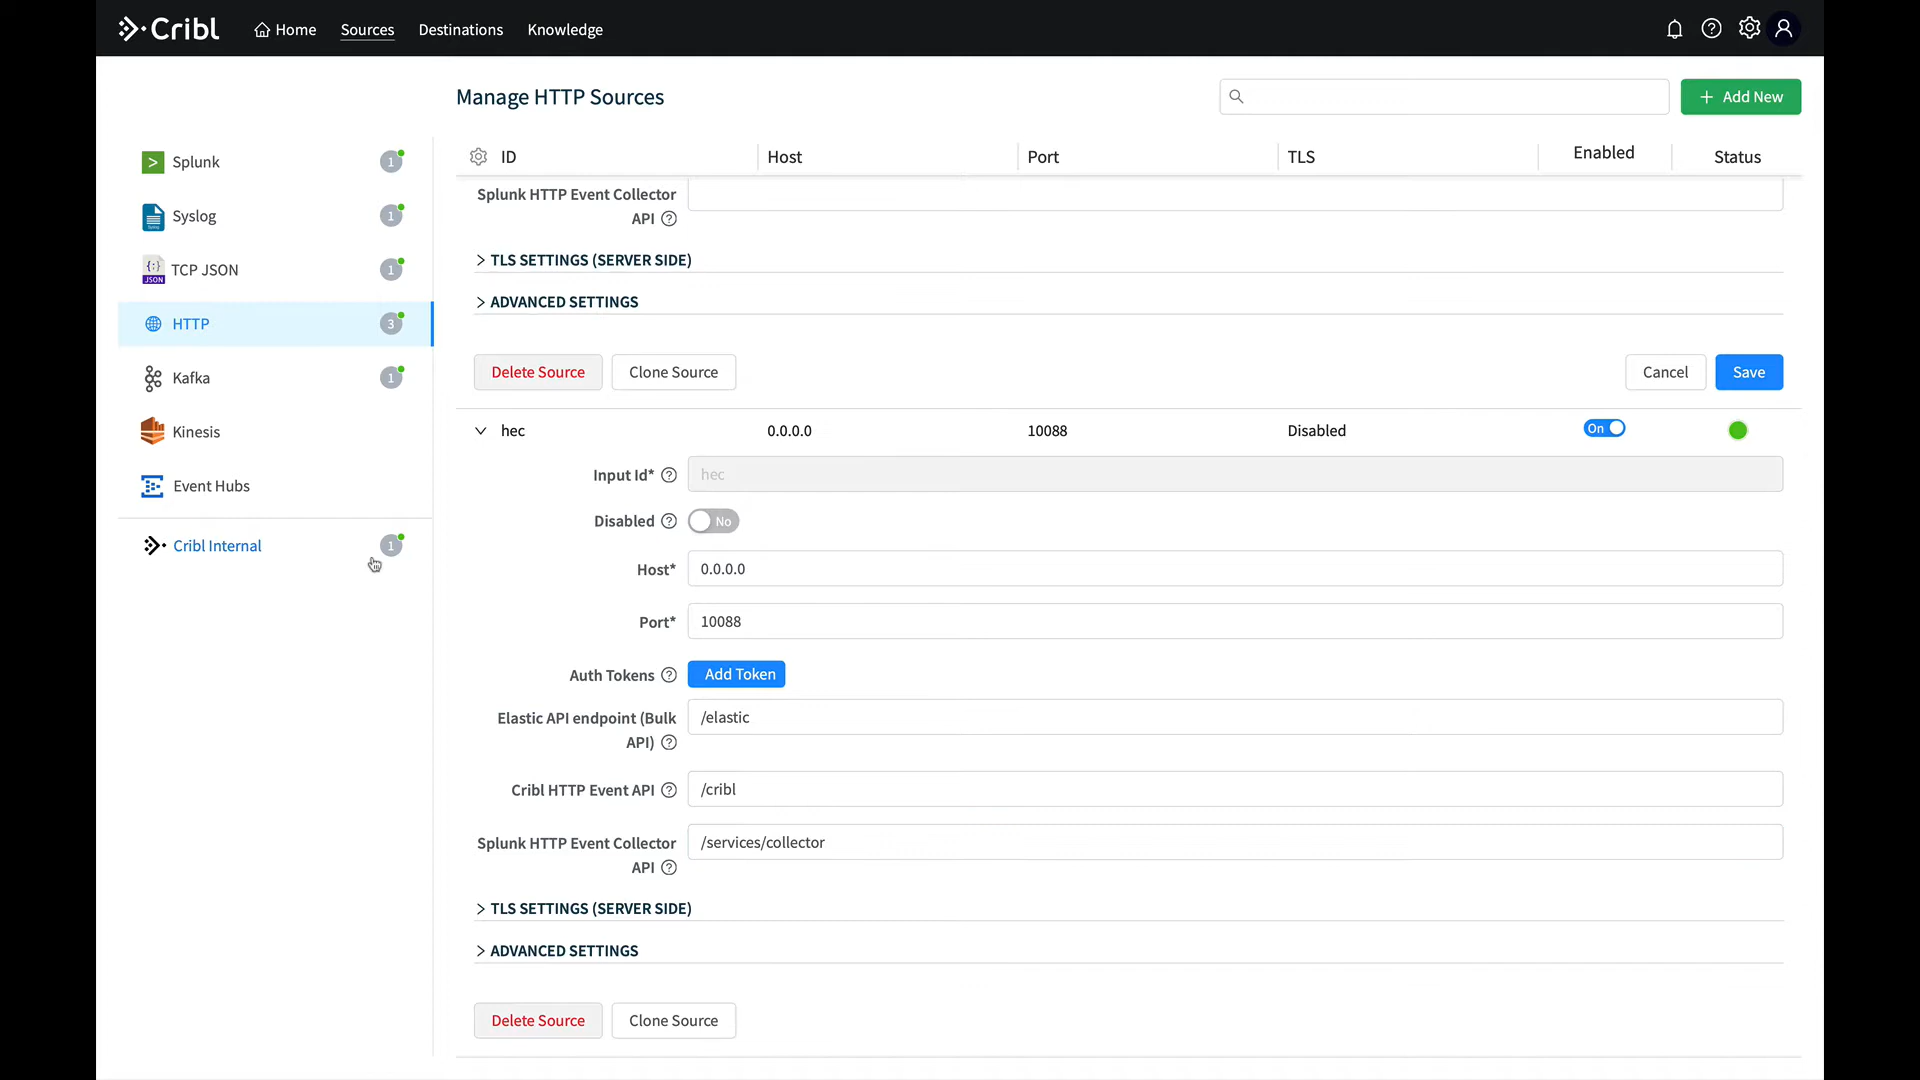 Cribl
Home
Sources
Destinations
Knowledge
Manage HTTP Sources
Add New
Splunk
1
Syslog
1
TCP JSON
1
JSON
HTTP
3
Kafka
1
Kinesis
Event Hubs
Cribl Internal
1
ID
Host
Port
TLS
Enabled
Status
Splunk HTTP Event Collector
API
TLS SETTINGS (SERVER SIDE)
ADVANCED SETTINGS
Delete Source
Clone Source
Cancel
Save
hec
0.0.0.0
10088
Disabled
On
Input Id*
hec
Disabled
No
Host*
0.0.0.0
Port*
10088
Auth Tokens
Add Token
Elastic API endpoint (Bulk
API)
/elastic
Cribl HTTP Event API
/cribl
Splunk HTTP Event Collector
API
/services/collector
TLS SETTINGS (SERVER SIDE)
ADVANCED SETTINGS
Delete Source
Clone Source